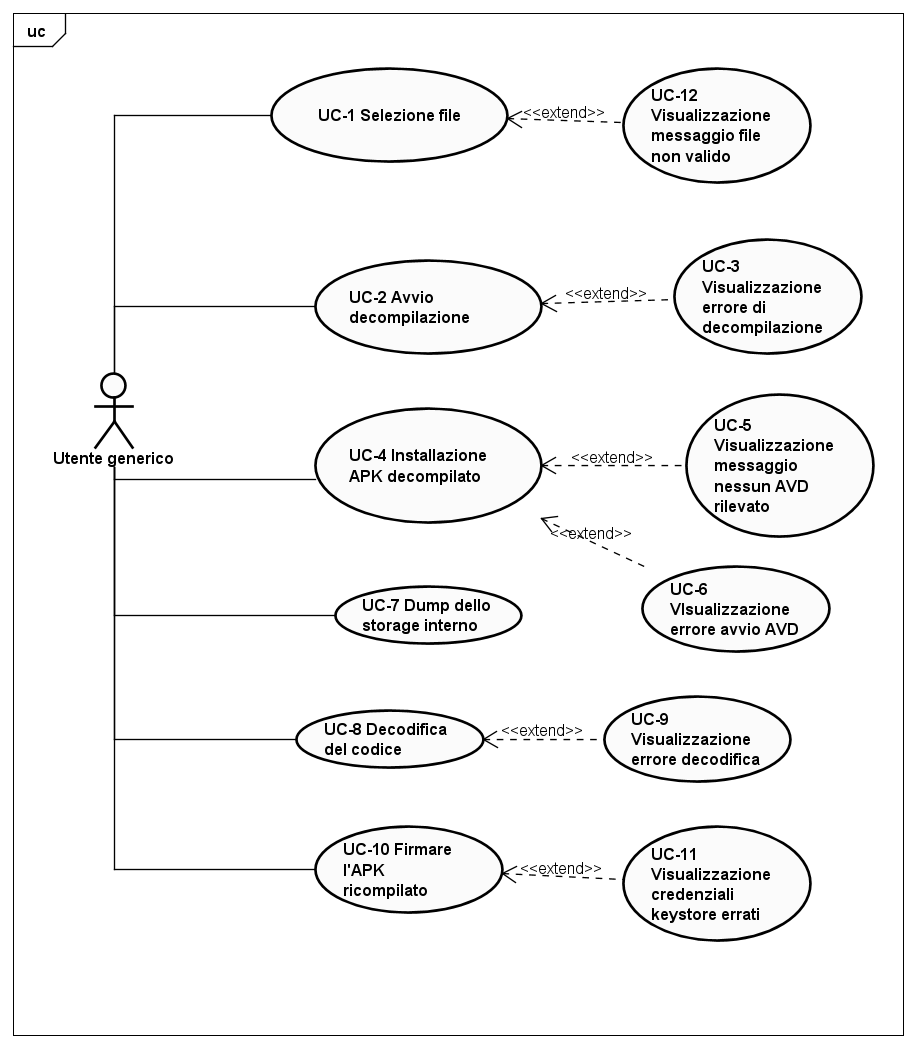 uc
UC-1 Selezione file
<<extend>>
UC-12
Visualizzazione
messaggio file
non valido
UC-2 Avvio
decompilazione
<<extend>>
UC-3
Visualizzazione
errore di
decompilazione
Utente generico
UC-4 Installazione
APK decompilato
<<extend>>
UC-5
Visualizzazione
messaggio
nessun AVD
rilevato
<<extend>>
UC-6
VIsualizzazione
errore avvio AVD
UC-7 Dump dello
storage interno
UC-8 Decodifica
del codice
<<extend>>
UC-9
Visualizzazione
errore decodifica
UC-10 Firmare
l'APK
ricompilato
<<extend>>
UC-11
Visualizzazione
credenziali
keystore errati